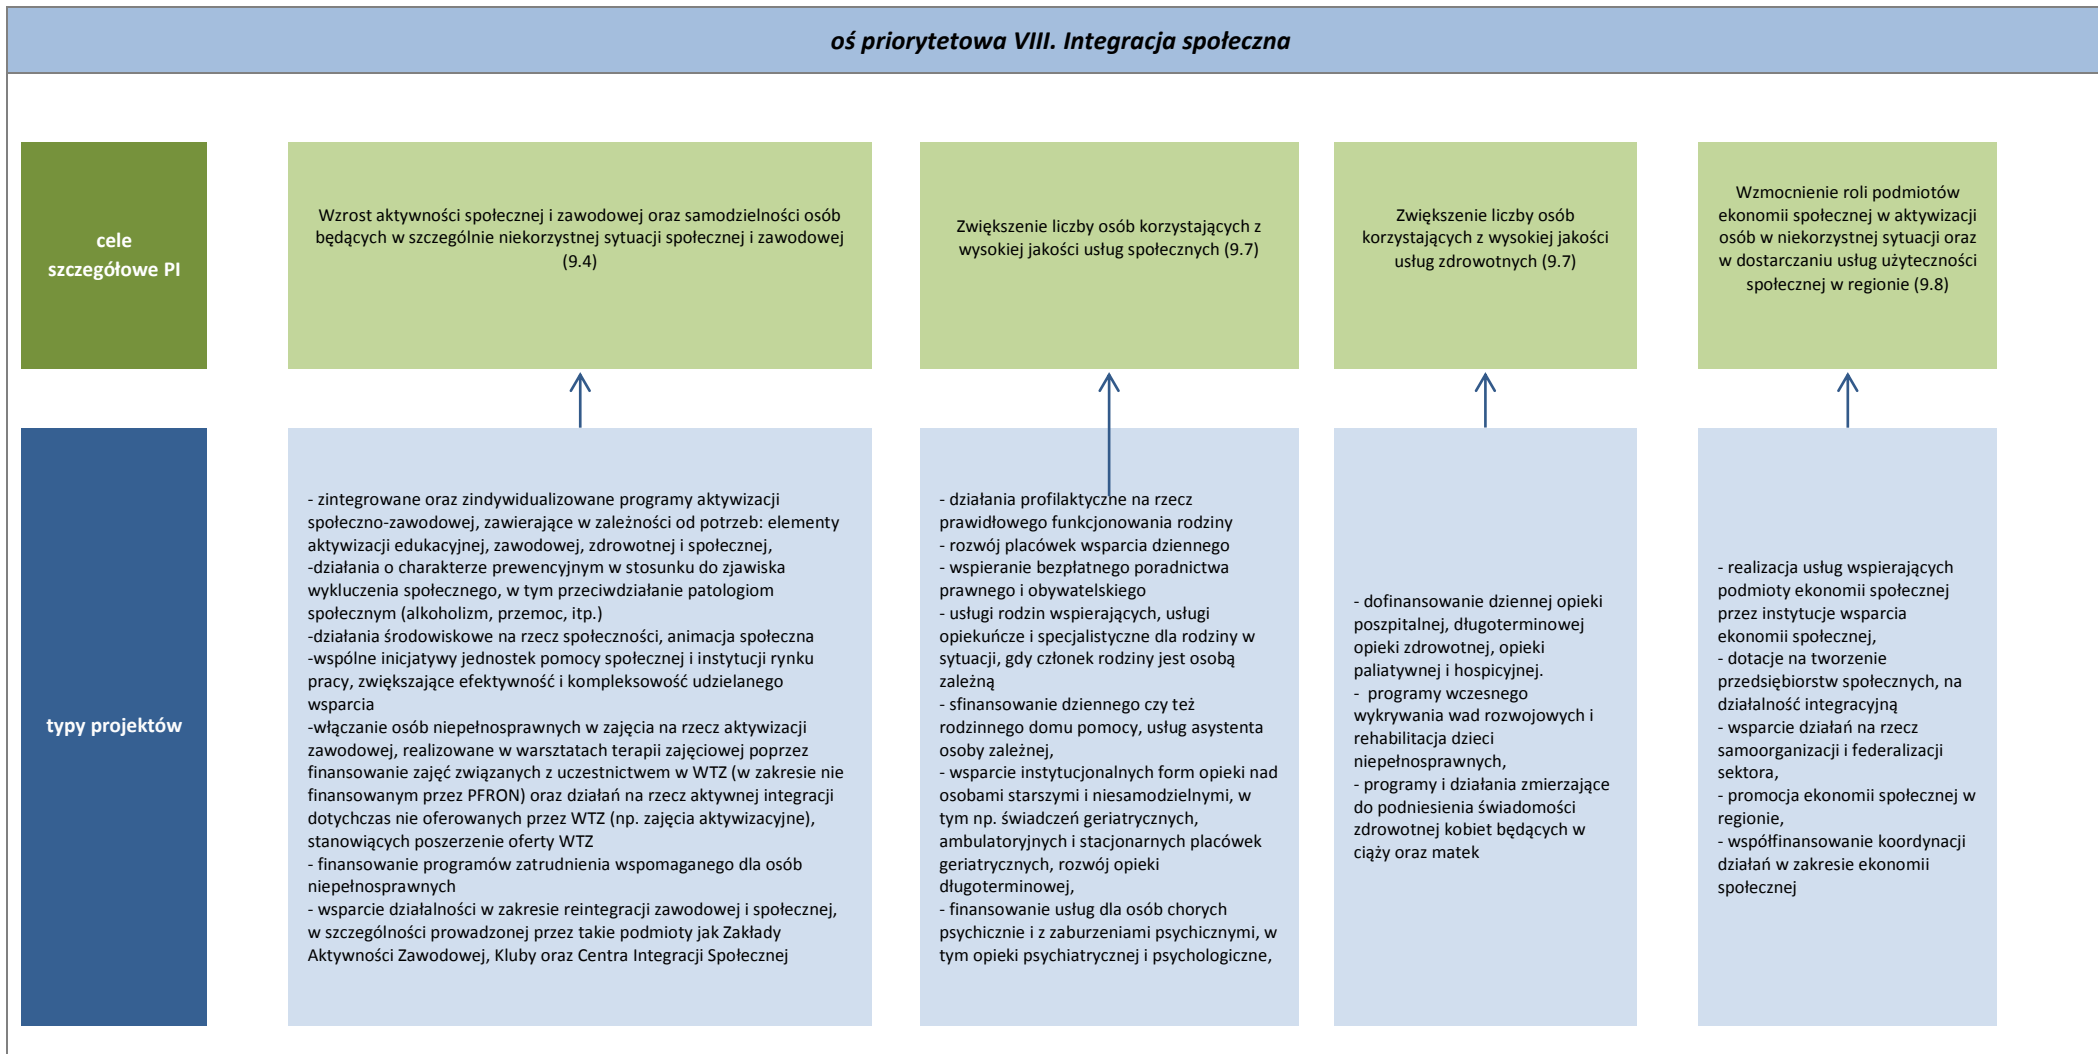 oś priorytetowa VIII. Integracja społeczna
cele
szczegółowe PI
Wzrost aktywności społecznej i zawodowej oraz samodzielności osób
będących w szczególnie niekorzystnej sytuacji społecznej i zawodowej
(9.4)
Zwiększenie liczby osób korzystających z
wysokiej jakości usług społecznych (9.7)
Zwiększenie liczby osób
korzystających z wysokiej jakości
usług zdrowotnych (9.7)
Wzmocnienie roli podmiotów
ekonomii społecznej w aktywizacji
osób w niekorzystnej sytuacji oraz
w dostarczaniu usług użyteczności
społecznej w regionie (9.8)
typy projektów
- zintegrowane oraz zindywidualizowane programy aktywizacji
społeczno-zawodowej, zawierające w zależności od potrzeb: elementy
aktywizacji edukacyjnej, zawodowej, zdrowotnej i społecznej,
-działania o charakterze prewencyjnym w stosunku do zjawiska
wykluczenia społecznego, w tym przeciwdziałanie patologiom
społecznym (alkoholizm, przemoc, itp.)
-działania środowiskowe na rzecz społeczności, animacja społeczna
-wspólne inicjatywy jednostek pomocy społecznej i instytucji rynku
pracy, zwiększające efektywność i kompleksowość udzielanego
wsparcia
-włączanie osób niepełnosprawnych w zajęcia na rzecz aktywizacji
zawodowej, realizowane w warsztatach terapii zajęciowej poprzez
finansowanie zajęć związanych z uczestnictwem w WTZ (w zakresie nie
finansowanym przez PFRON) oraz działań na rzecz aktywnej integracji
dotychczas nie oferowanych przez WTZ (np. zajęcia aktywizacyjne),
stanowiących poszerzenie oferty WTZ
- finansowanie programów zatrudnienia wspomaganego dla osób
niepełnosprawnych
- wsparcie działalności w zakresie reintegracji zawodowej i społecznej,
w szczególności prowadzonej przez takie podmioty jak Zakłady
Aktywności Zawodowej, Kluby oraz Centra Integracji Społecznej
- działania profilaktyczne na rzecz
prawidłowego funkcjonowania rodziny
- rozwój placówek wsparcia dziennego
- wspieranie bezpłatnego poradnictwa
prawnego i obywatelskiego
- usługi rodzin wspierających, usługi
opiekuńcze i specjalistyczne dla rodziny w
sytuacji, gdy członek rodziny jest osobą
zależną
- sfinansowanie dziennego czy też
rodzinnego domu pomocy, usług asystenta
osoby zależnej,
- wsparcie instytucjonalnych form opieki nad
osobami starszymi i niesamodzielnymi, w
tym np. świadczeń geriatrycznych,
ambulatoryjnych i stacjonarnych placówek
geriatrycznych, rozwój opieki
długoterminowej,
- finansowanie usług dla osób chorych
psychicznie i z zaburzeniami psychicznymi, w
tym opieki psychiatrycznej i psychologiczne,
- dofinansowanie dziennej opieki
poszpitalnej, długoterminowej
opieki zdrowotnej, opieki
paliatywnej i hospicyjnej.
- programy wczesnego
wykrywania wad rozwojowych i
rehabilitacja dzieci
niepełnosprawnych,
- programy i działania zmierzające
do podniesienia świadomości
zdrowotnej kobiet będących w
ciąży oraz matek
- realizacja usług wspierających
podmioty ekonomii społecznej
przez instytucje wsparcia
ekonomii społecznej,
- dotacje na tworzenie
przedsiębiorstw społecznych, na
działalność integracyjną
- wsparcie działań na rzecz
samoorganizacji i federalizacji
sektora,
- promocja ekonomii społecznej w
regionie,
- współfinansowanie koordynacji
działań w zakresie ekonomii
społecznej